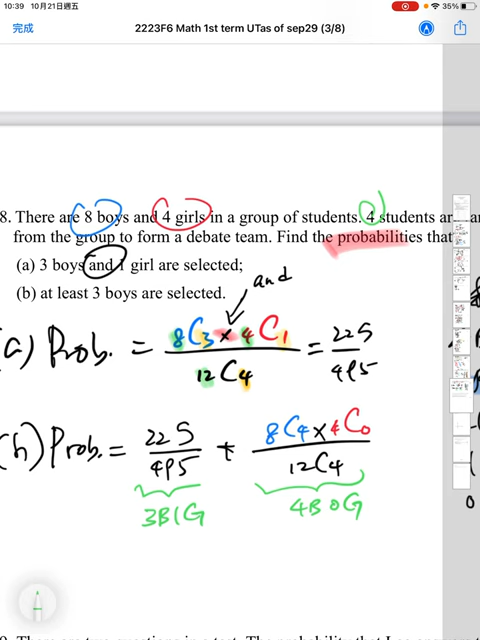 10:39 10月21日週五 35%
完成 2223F6 Math 1st term UTas of sep29 (3/8)
8. There are 8 boys and 4 girls in a group of students. 4 students ar
from the group to form a debate team. Find the probabilities that
(a) 3 boys and 1 girl are selected;
and
(b) at least 3 boys are selected.
(a) Prob. = 8C3 × 4C1 / 12C4 = 225 / 495
(b) Prob. = 225 / 495 + 8C4 × 4C0 / 12C4
3B1G 4B0G